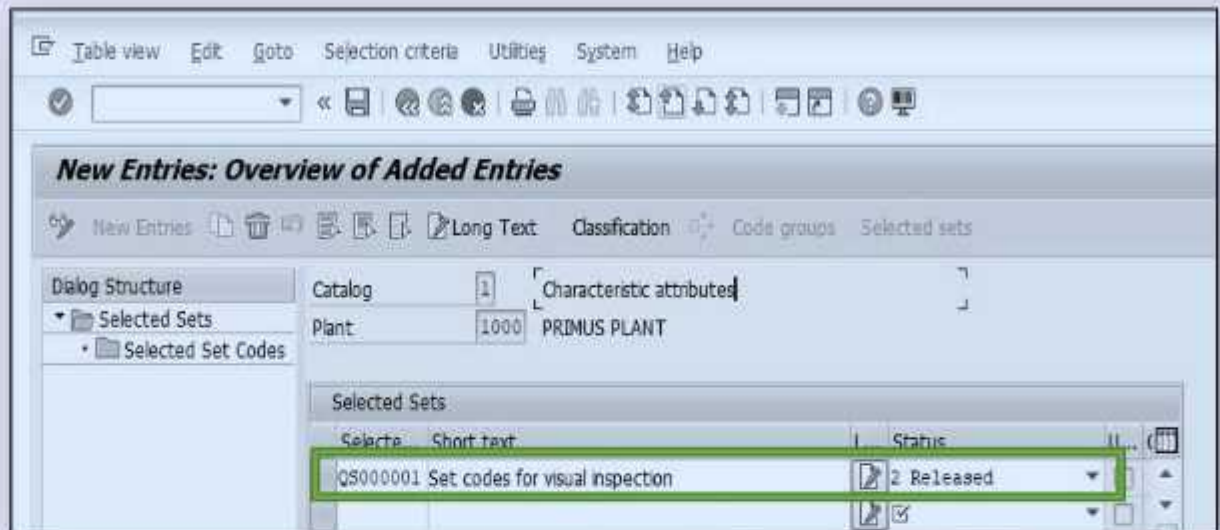 Table view Edit Goto Selection criteria Utilities System Help
New Entries: Overview of Added Entries
New Entries Long Text Classification Code groups Selected sets
Dialog Structure
Selected Sets
Selected Set Codes
Catalog 1 Characteristic attributes
Plant 1000 PRIMUS PLANT
Selected Sets
Selecte... Short text L... Status U...
QS000001 Set codes for visual inspection 2 Released